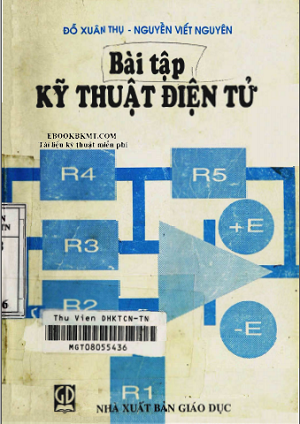 ĐỖ XUÂN THỤ - NGUYỄN VIẾT NGUYÊN
Bài tập
KỸ THUẬT ĐIỆN TỬ
EBOOKBKMT.COM
Tài liệu kỹ thuật miễn phí
R4
R5
R3
+E
R2
-E
Thu Vien DHKTCN-TN
MGT08055436
R1
NHÀ XUẤT BẢN GIÁO DỤC